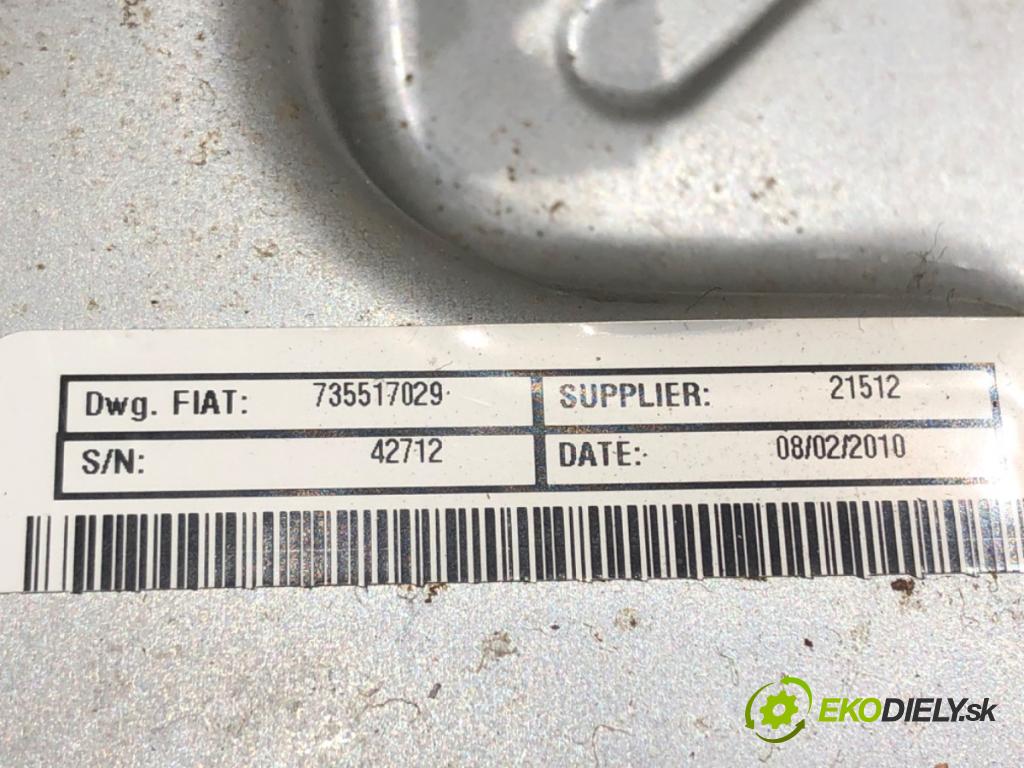 Dwg. FIAT: 735517029 SUPPLIER: 21512
S/N: 42712 DATE: 08/02/2010
EKODIELY.sk